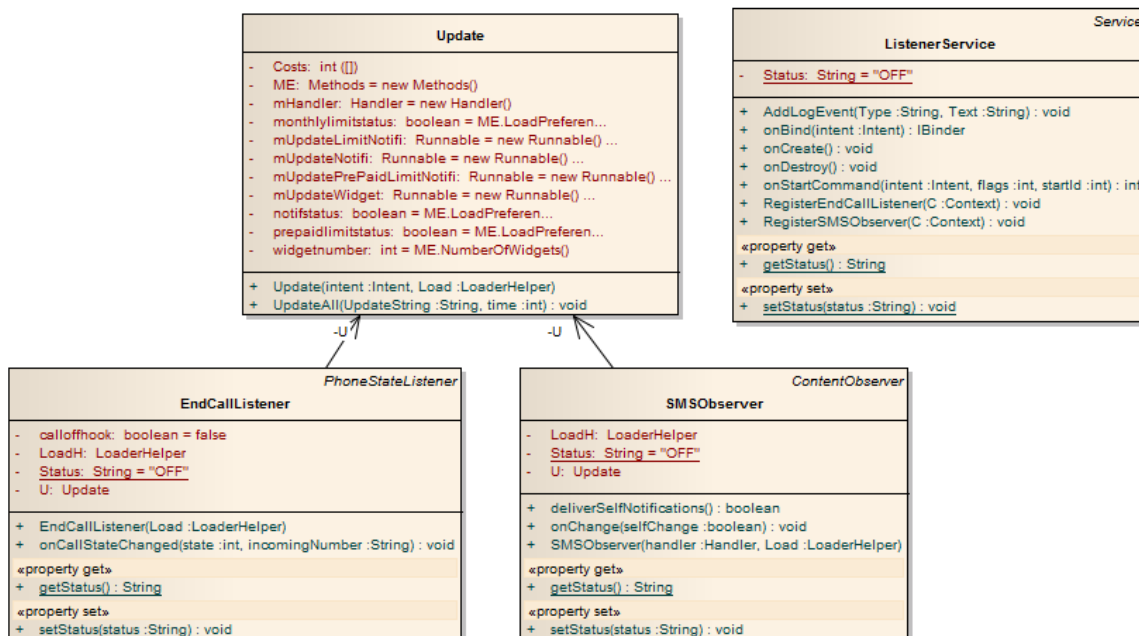 Update
- Costs: int ([])
- ME: Methods = new Methods()
- mHandler: Handler = new Handler()
- monthlylimitstatus: boolean = ME.LoadPreferen...
- mUpdateLimitNotifi: Runnable = new Runnable() ...
- mUpdateNotifi: Runnable = new Runnable() ...
- mUpdatePrePaidLimitNotifi: Runnable = new Runnable() ...
- mUpdateWidget: Runnable = new Runnable() ...
- notifstatus: boolean = ME.LoadPreferen...
- prepaidlimitstatus: boolean = ME.LoadPreferen...
- widgetnumber: int = ME.NumberOfWidgets()
+ Update(intent :Intent, Load :LoaderHelper)
+ UpdateAll(UpdateString :String, time :int) : void
Service
ListenerService
- Status: String = "OFF"
+ AddLogEvent(Type :String, Text :String) : void
+ onBind(intent :Intent) : IBinder
+ onCreate() : void
+ onDestroy() : void
+ onStartCommand(intent :Intent, flags :int, startId :int) : int
+ RegisterEndCallListener(C :Context) : void
+ RegisterSMSObserver(C :Context) : void
«property get»
+ getStatus() : String
«property set»
+ setStatus(status :String) : void
-U
-U
PhoneStateListener
EndCallListener
- calloffhook: boolean = false
- LoadH: LoaderHelper
- Status: String = "OFF"
- U: Update
+ EndCallListener(Load :LoaderHelper)
+ onCallStateChanged(state :int, incomingNumber :String) : void
«property get»
+ getStatus() : String
«property set»
+ setStatus(status :String) : void
ContentObserver
SMSObserver
- LoadH: LoaderHelper
- Status: String = "OFF"
- U: Update
+ deliverSelfNotifications() : boolean
+ onChange(selfChange :boolean) : void
+ SMSObserver(handler :Handler, Load :LoaderHelper)
«property get»
+ getStatus() : String
«property set»
+ setStatus(status :String) : void